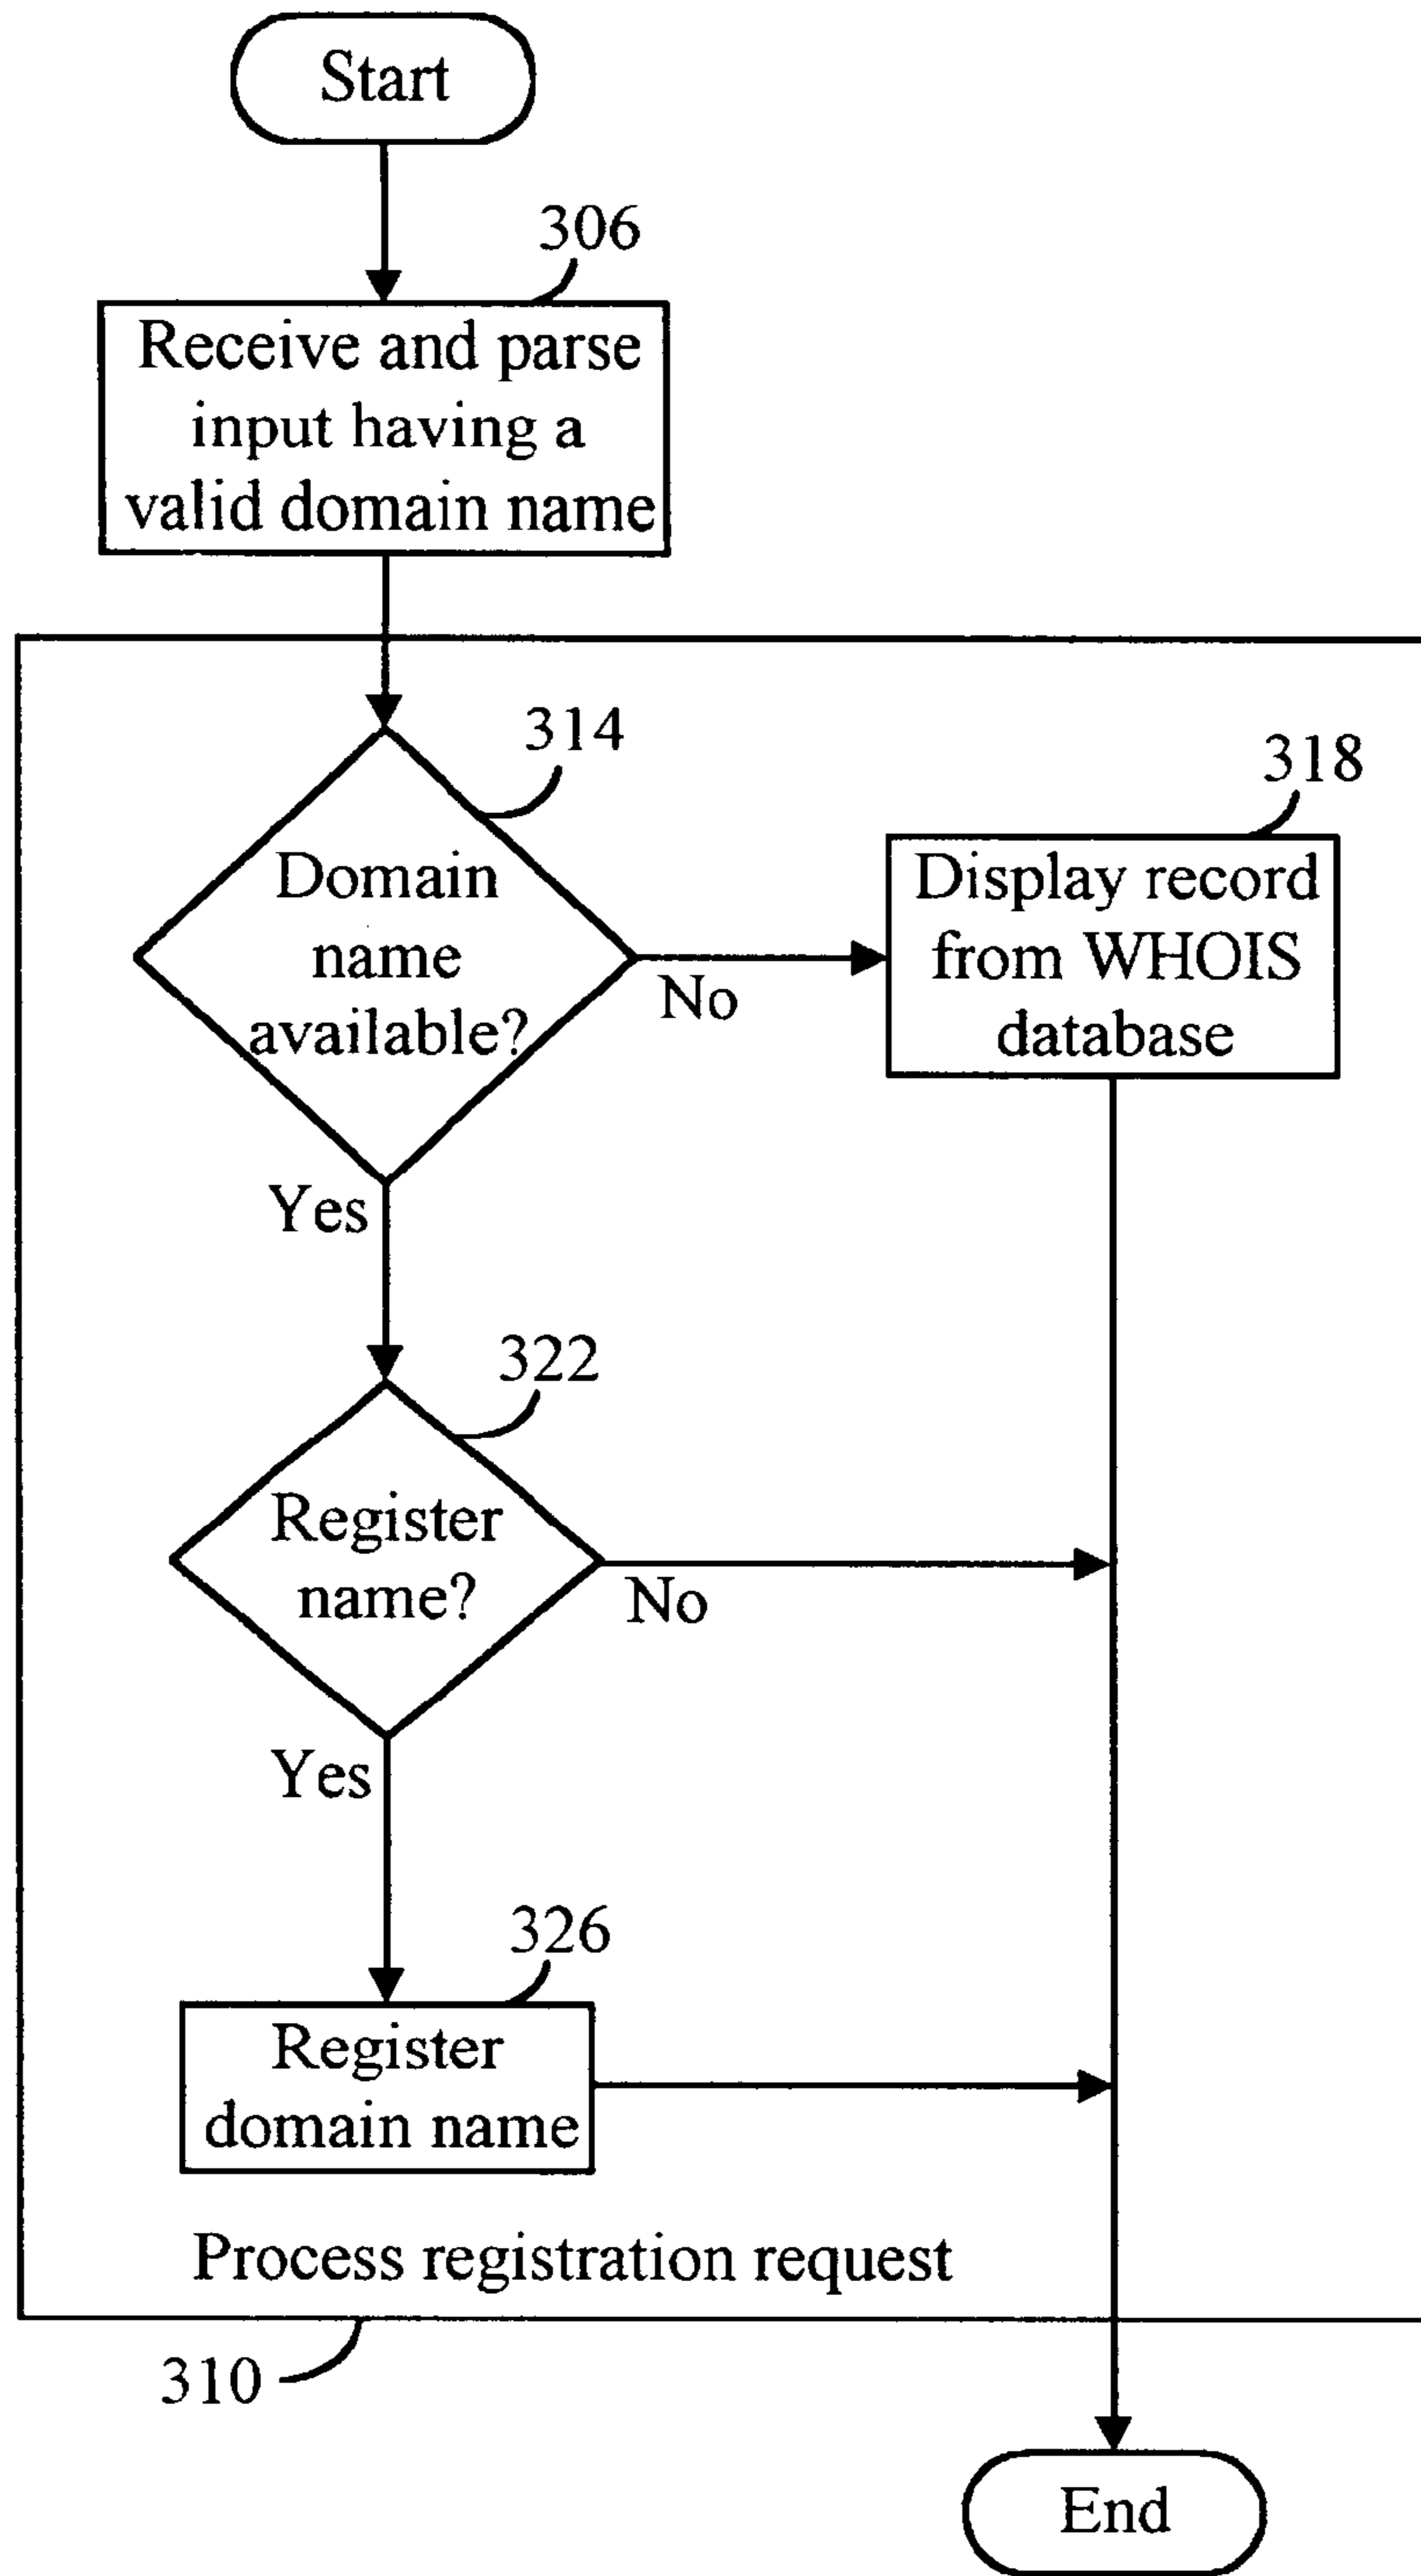 Start
306
Receive and parse
input having a
valid domain name
314
318
Domain
name
available?
Display record
from WHOIS
database
No
Yes
322
Register
name?
No
Yes
326
Register
domain name
Process registration request
310
End